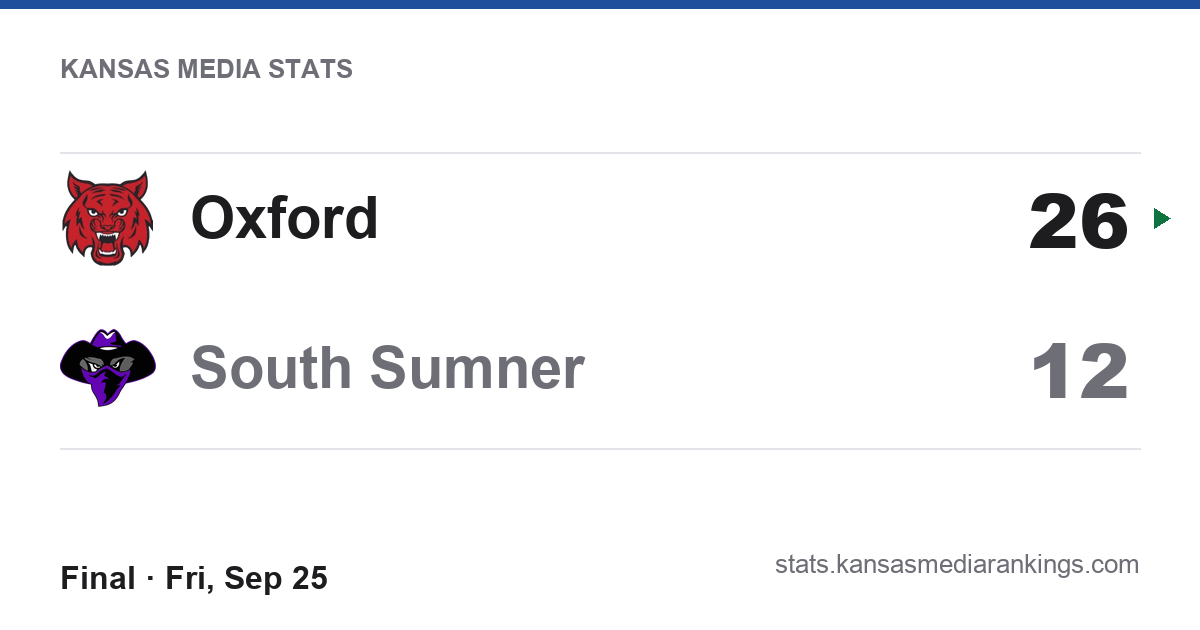 KANSAS MEDIA STATS
Oxford 26
South Sumner 12
Final · Fri, Sep 25
stats.kansasmediarankings.com